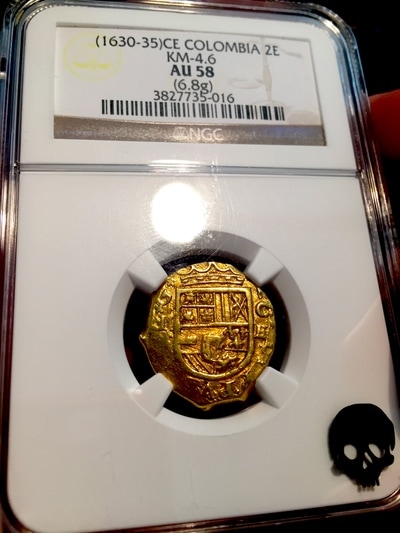 (1630-35)CE COLOMBIA 2E
KM-4.6
AU 58
(6.8g)
3827735-016
NGC
C
E